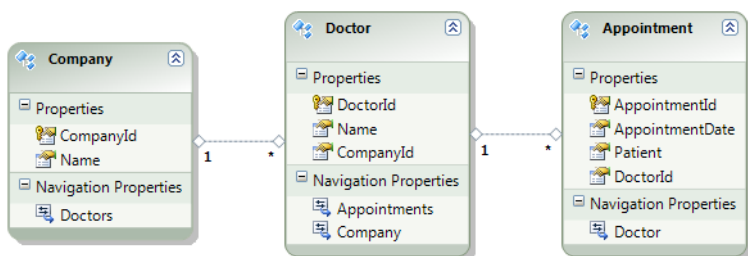 Company
Properties
CompanyId
Name
Navigation Properties
Doctors
1
*
Doctor
Properties
DoctorId
Name
CompanyId
Navigation Properties
Appointments
Company
1
*
Appointment
Properties
AppointmentId
AppointmentDate
Patient
DoctorId
Navigation Properties
Doctor